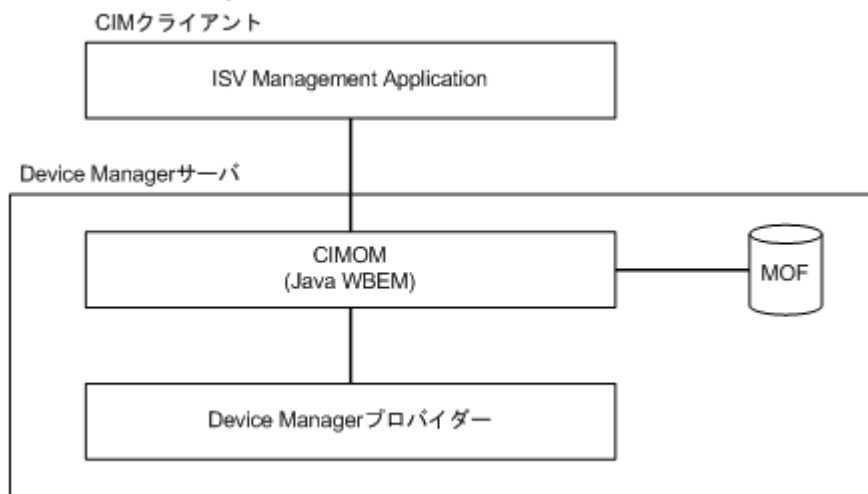 CIMクライアント
ISV Management Application
Device Managerサーバ
CIMOM
(Java WBEM)
MOF
Device Managerプロバイダー